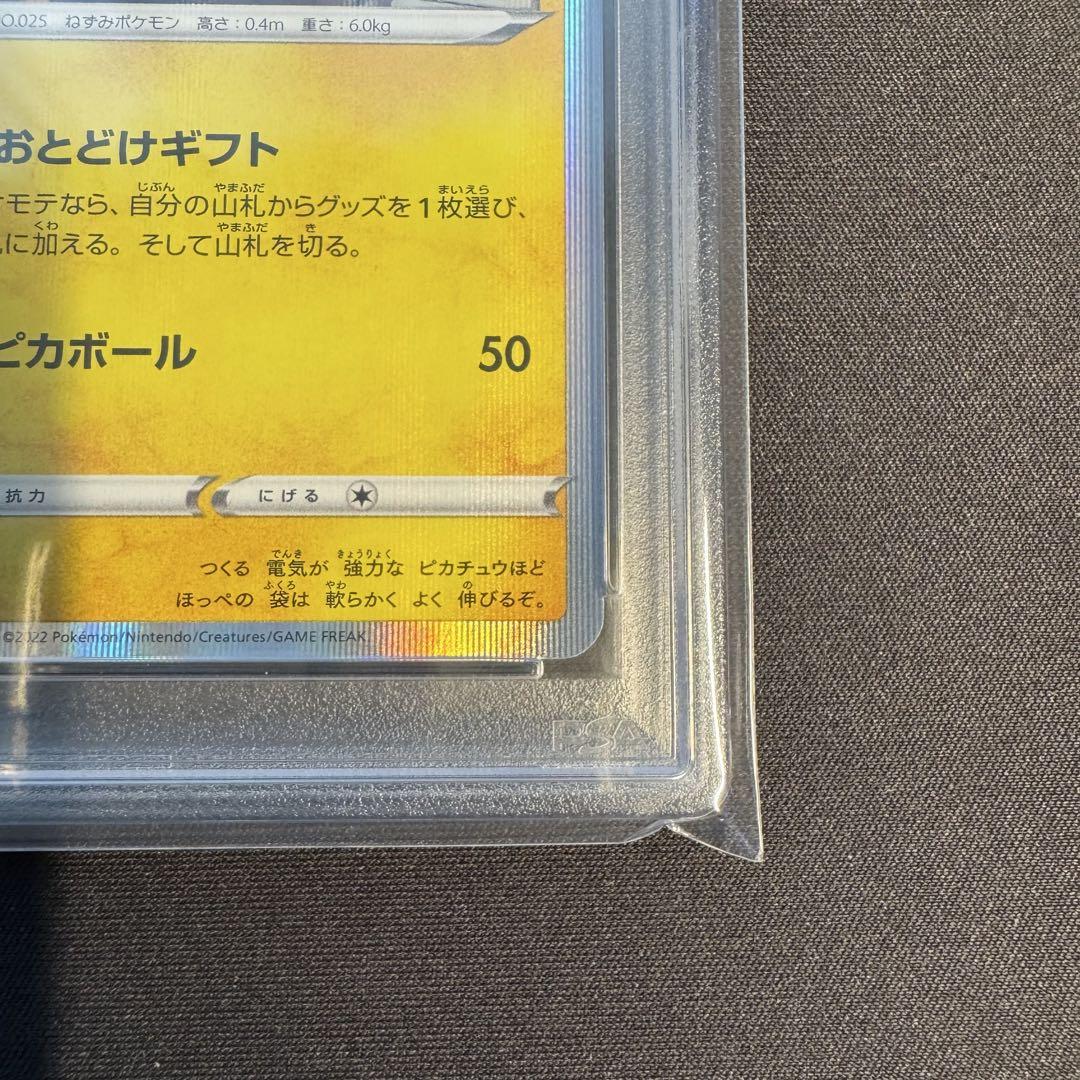 O.025 ねずみポケモン 高さ:0.4m 重さ:6.0kg
おとどけギフト
モテなら、自分の山札からグッズを1枚選び、
に加える。そして山札を切る。
ピカボール 50
抗力 にげる
つくる 電気が 強力な ピカチュウほど
ほっぺの 袋は 軟らかく よく 伸びるぞ。
©2022 Pokémon/Nintendo/Creatures/GAME FREAK.
PSA